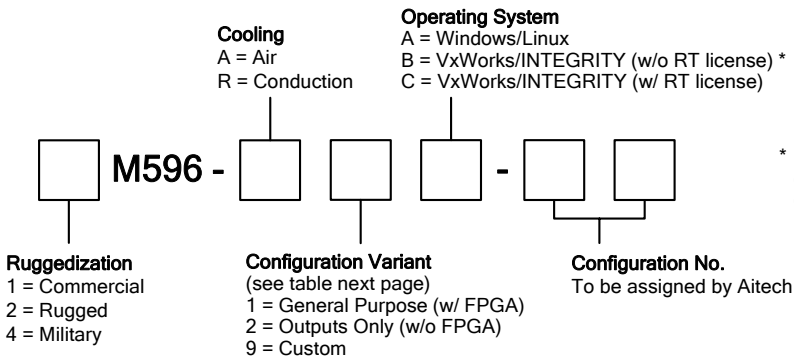 Operating System
A = Windows/Linux
B = VxWorks/INTEGRITY (w/o RT license) *
C = VxWorks/INTEGRITY (w/ RT license)
Cooling
A = Air
R = Conduction
M596 - - *
Ruggedization
1 = Commercial
2 = Rugged
4 = Military
Configuration Variant
(see table next page)
1 = General Purpose (w/ FPGA)
2 = Outputs Only (w/o FPGA)
9 = Custom
Configuration No.
To be assigned by Aitech